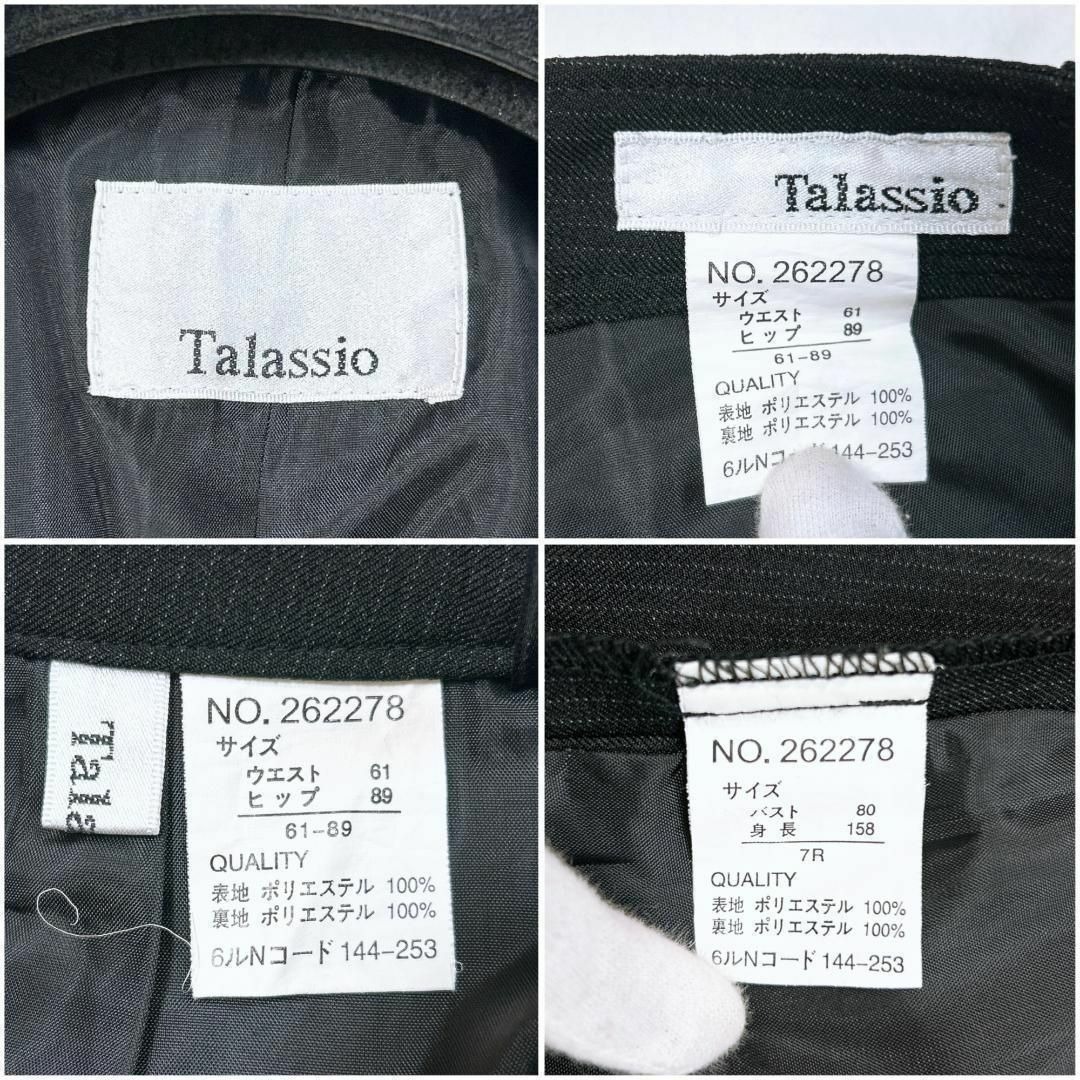 Talassio
Talassio
NO. 262278
サイズ
ウエスト 61
ヒップ 89
61-89
QUALITY
表地 ポリエステル 100%
裏地 ポリエステル 100%
6ルNコード 144-253
NO. 262278
サイズ
ウエスト 61
ヒップ 89
61-89
QUALITY
表地 ポリエステル 100%
裏地 ポリエステル 100%
6ルNコード 144-253
NO. 262278
サイズ
バスト 80
身長 158
7R
QUALITY
表地 ポリエステル 100%
裏地 ポリエステル 100%
6ルNコード 144-253